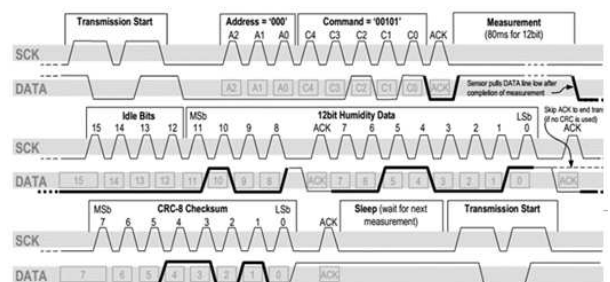 Transmission Start Address = '000' Command = '00101' Measurement
(80ms for 12bit)
A2 A1 A0 C4 C3 C2 C1 C0 ACK
SCK
DATA A2 A1 A0 C4 C3 C2 C1 C0 ACK Sensor pulls DATA line low after
completion of measurement
Skip ACK to end tran
(if no CRC is used)
Idle Bits MSb 12bit Humidity Data LSb
15 14 13 12 11 10 9 8 ACK 7 6 5 4 3 2 1 0 ACK
SCK
DATA 15 14 13 12 11 10 9 8 ACK 7 6 5 4 3 2 1 0 ACK
MSb CRC-8 Checksum LSb Sleep (wait for next Transmission Start
measurement)
7 6 5 4 3 2 1 0 ACK
SCK
DATA 7 6 5 4 3 2 1 0 ACK